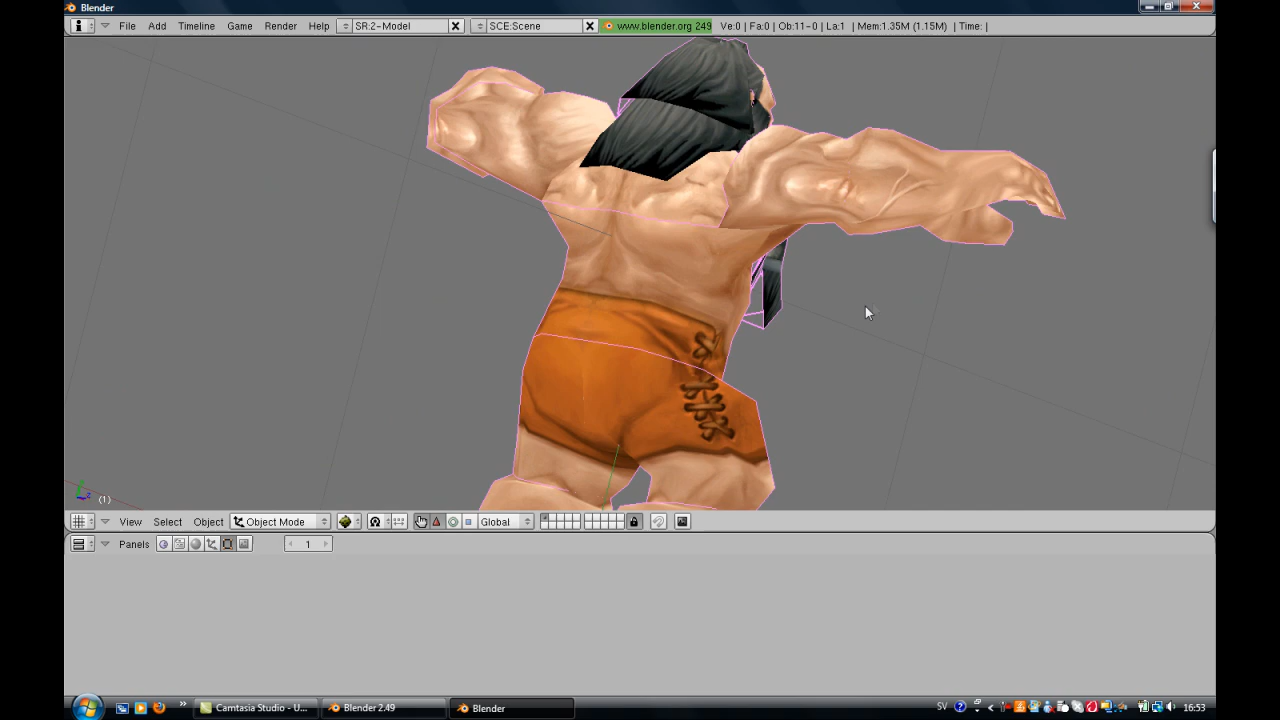 Blender
File Add Timeline Game Render Help SR:2-Model SCE:Scene www.blender.org 249 Ve:0 | Fa:0 | Ob:11-0 | La:1 | Mem:1.35M (1.15M) | Time: |
(1)
View Select Object Object Mode Global
Panels 1
Camtasia Studio - U... Blender 2.49 Blender SV 16:53